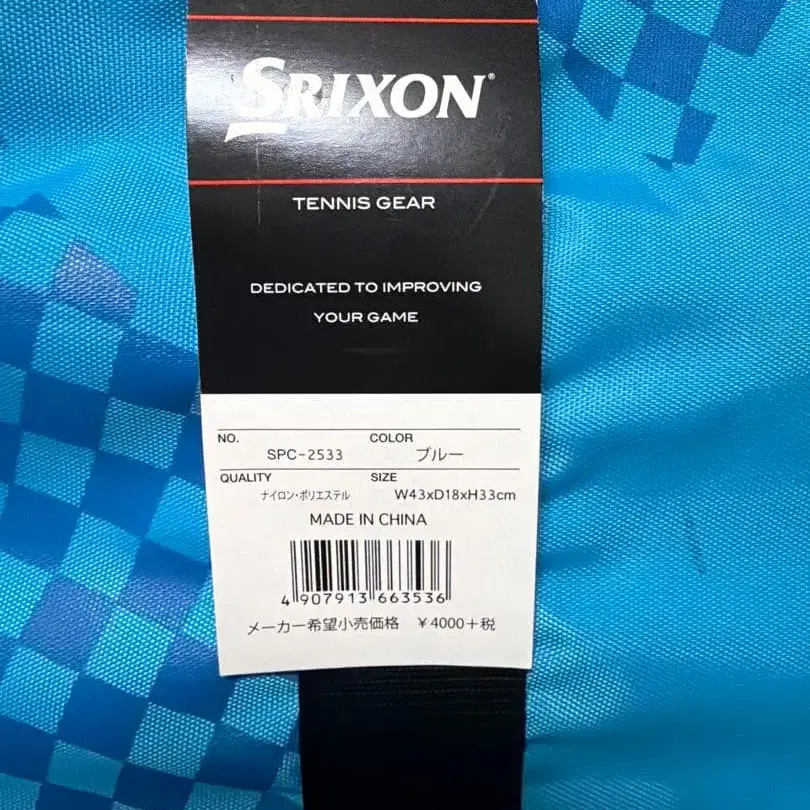 SRIXON®
TENNIS GEAR
DEDICATED TO IMPROVING
YOUR GAME
NO. SPC-2533 COLOR ブルー
QUALITY ナイロン・ポリエステル SIZE W43xD18xH33cm
MADE IN CHINA
4 907913 663536
メーカー希望小売価格 ¥4000+税